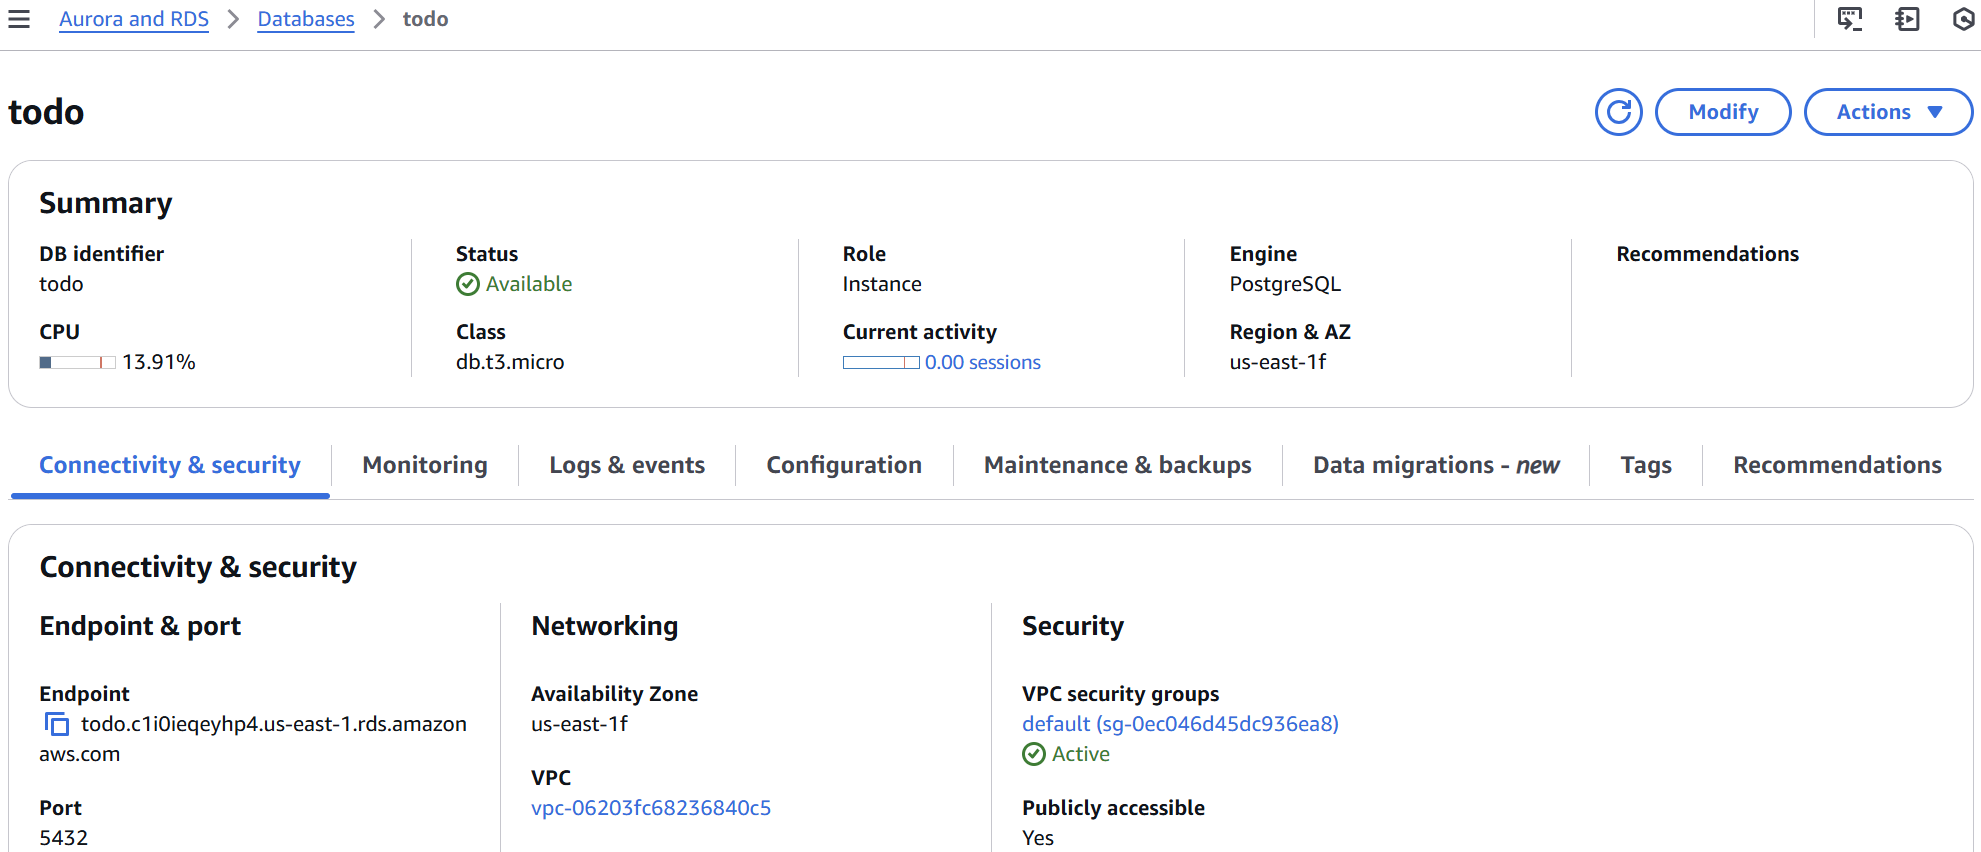 Aurora and RDS > Databases > todo
todo
Modify
Actions
Summary
DB identifier
todo
Status
Available
Role
Instance
Engine
PostgreSQL
Recommendations
CPU
13.91%
Class
db.t3.micro
Current activity
0.00 sessions
Region & AZ
us-east-1f
Connectivity & security
Monitoring
Logs & events
Configuration
Maintenance & backups
Data migrations - new
Tags
Recommendations
Connectivity & security
Endpoint & port
Endpoint
todo.c1i0ieqeyhp4.us-east-1.rds.amazon
aws.com
Port
5432
Networking
Availability Zone
us-east-1f
VPC
vpc-06203fc68236840c5
Security
VPC security groups
default (sg-0ec046d45dc936ea8)
Active
Publicly accessible
Yes